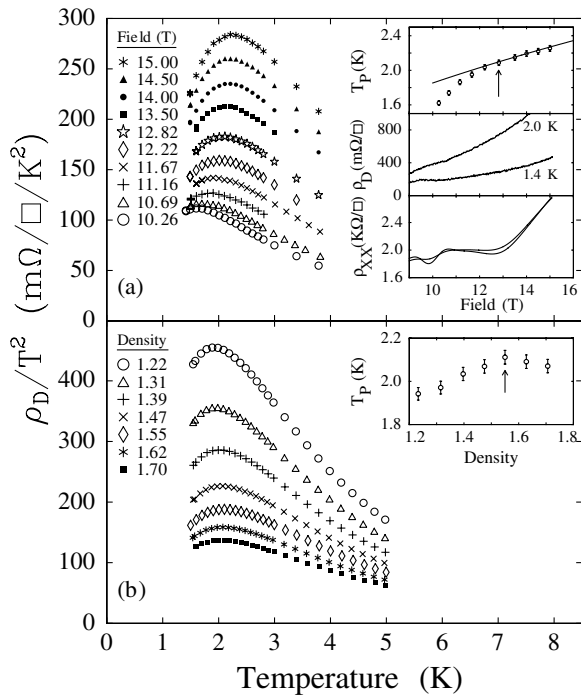 ρD/T² (mΩ/□/K²)
300
250
200
150
100
50
0
(a)
Field (T)
15.00
14.50
14.00
13.50
12.82
12.22
11.67
11.16
10.69
10.26
TP(K)
2.4
2.0
1.6
ρD(mΩ/□)
800
400
0
2.0 K
1.4 K
ρXX(KΩ/□)
2.4
2.0
1.6
10 12 14 16
Field (T)
400
300
200
100
0
(b)
Density
1.22
1.31
1.39
1.47
1.55
1.62
1.70
TP(K)
2.2
2.1
2.0
1.9
1.2 1.4 1.6 1.8
Density
0 1 2 3 4 5 6 7 8
Temperature (K)